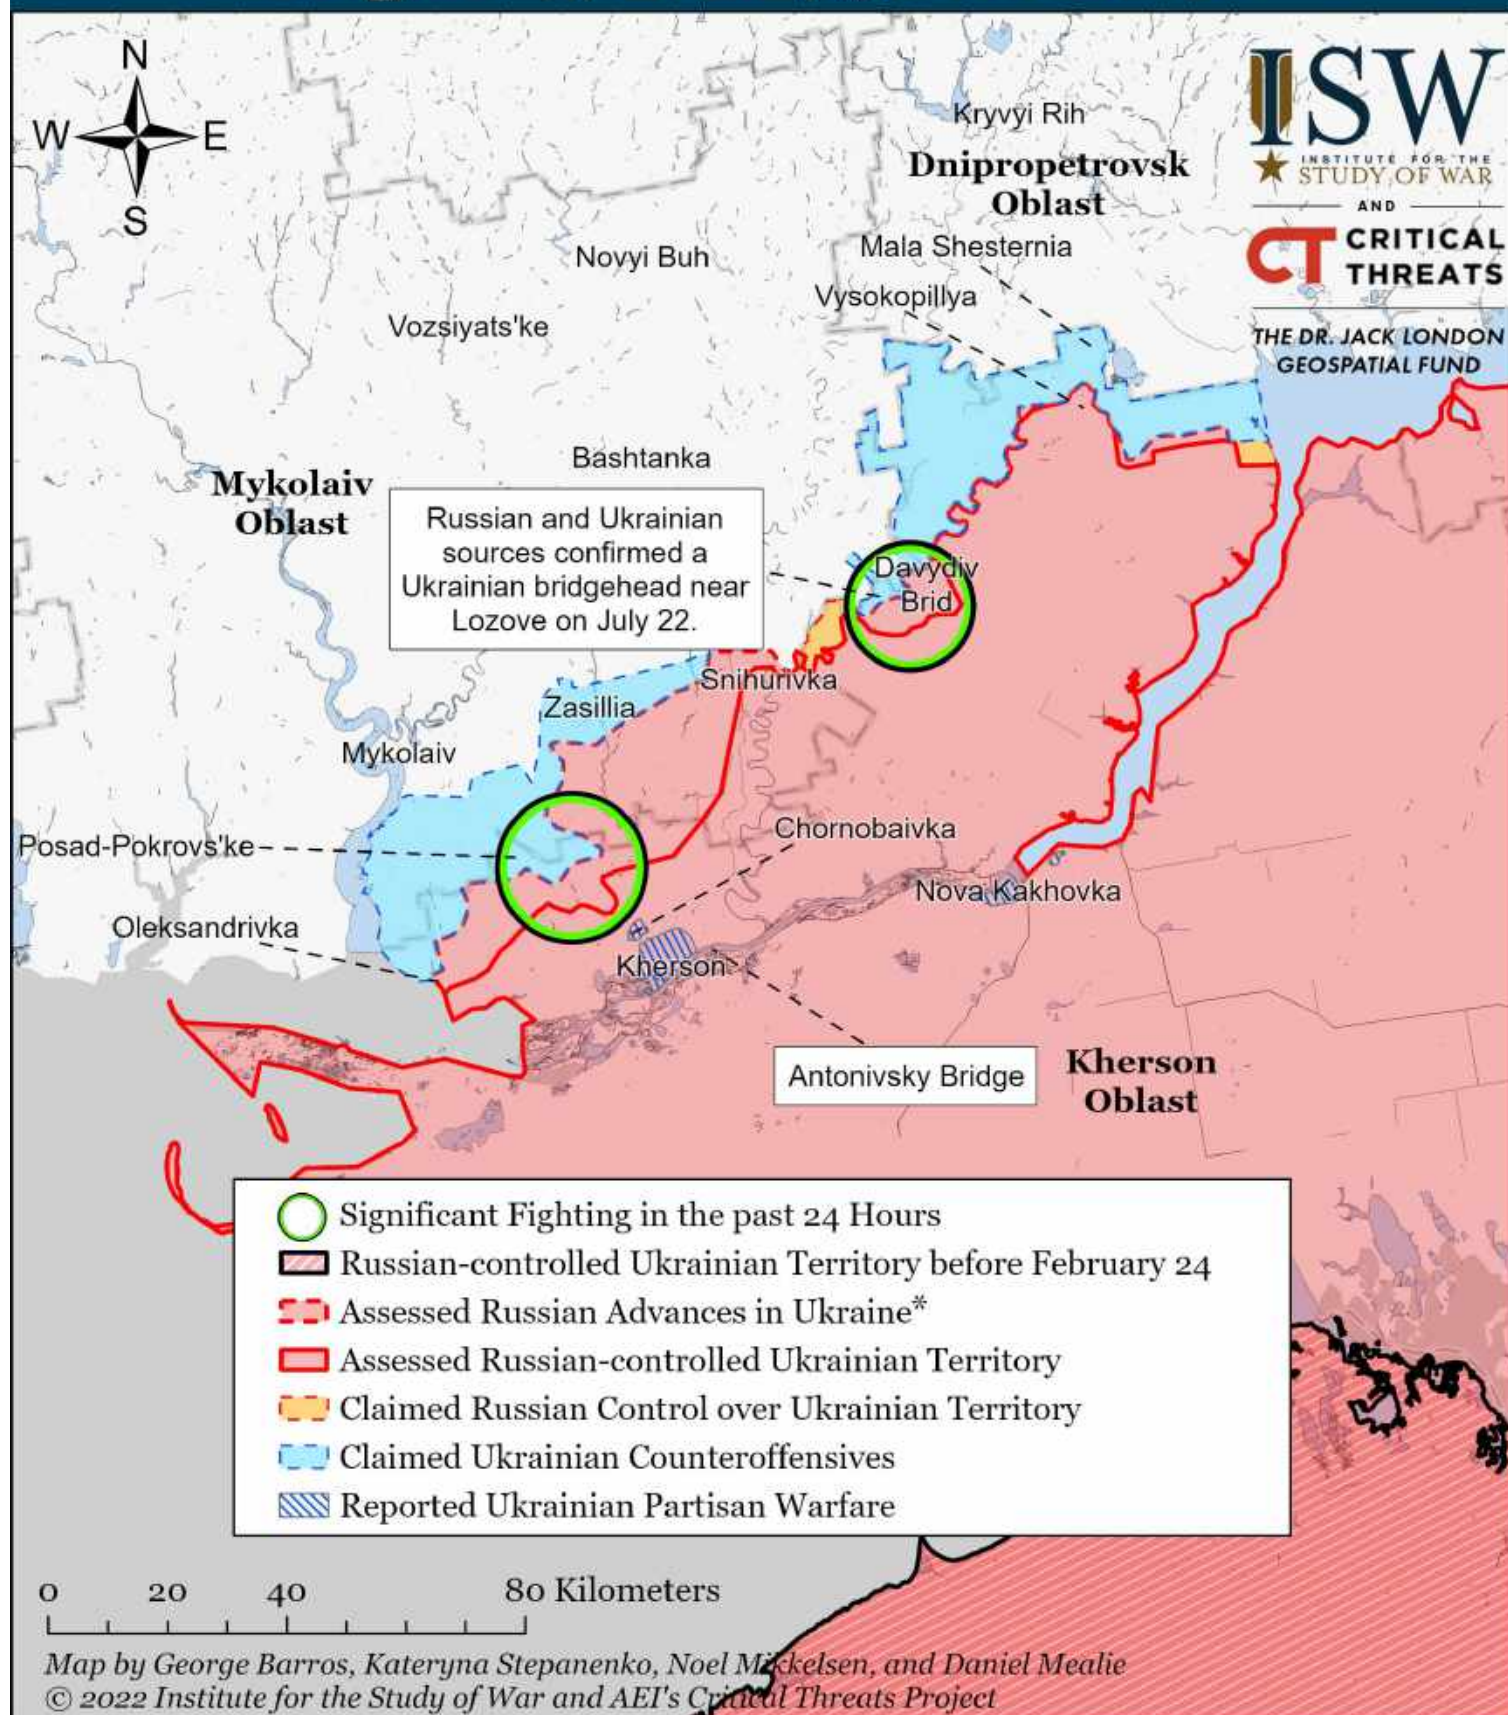 N
W E
S
ISW
INSTITUTE FOR THE
STUDY OF WAR
AND
CT CRITICAL
THREATS
THE DR. JACK LONDON
GEOSPATIAL FUND
Kryvyi Rih
Dnipropetrovsk
Oblast
Mala Shesternia
Novyi Buh
Vysokopillya
Vozsiyats'ke
Bashtanka
Mykolaiv
Oblast
Russian and Ukrainian
sources confirmed a
Ukrainian bridgehead near
Lozove on July 22.
Davydiv
Brid
Snihurivka
Zasillia
Mykolaiv
Chornobaivka
Posad-Pokrovs'ke
Nova Kakhovka
Oleksandrivka
Kherson
Antonivsky Bridge
Kherson
Oblast
Significant Fighting in the past 24 Hours
Russian-controlled Ukrainian Territory before February 24
Assessed Russian Advances in Ukraine*
Assessed Russian-controlled Ukrainian Territory
Claimed Russian Control over Ukrainian Territory
Claimed Ukrainian Counteroffensives
Reported Ukrainian Partisan Warfare
0 20 40 80 Kilometers
Map by George Barros, Kateryna Stepanenko, Noel Mikkelsen, and Daniel Mealie
© 2022 Institute for the Study of War and AEI's Critical Threats Project